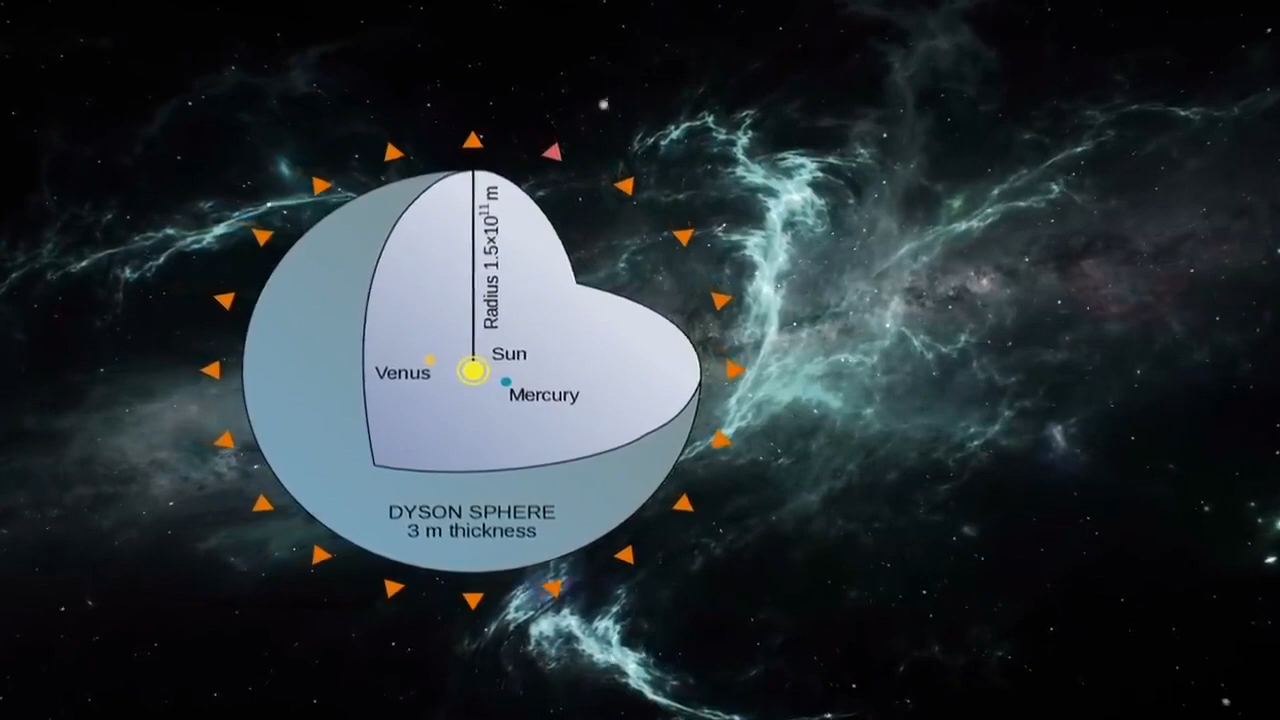 Radius 1.5×10¹¹ m
Sun
Venus
Mercury
DYSON SPHERE
3 m thickness